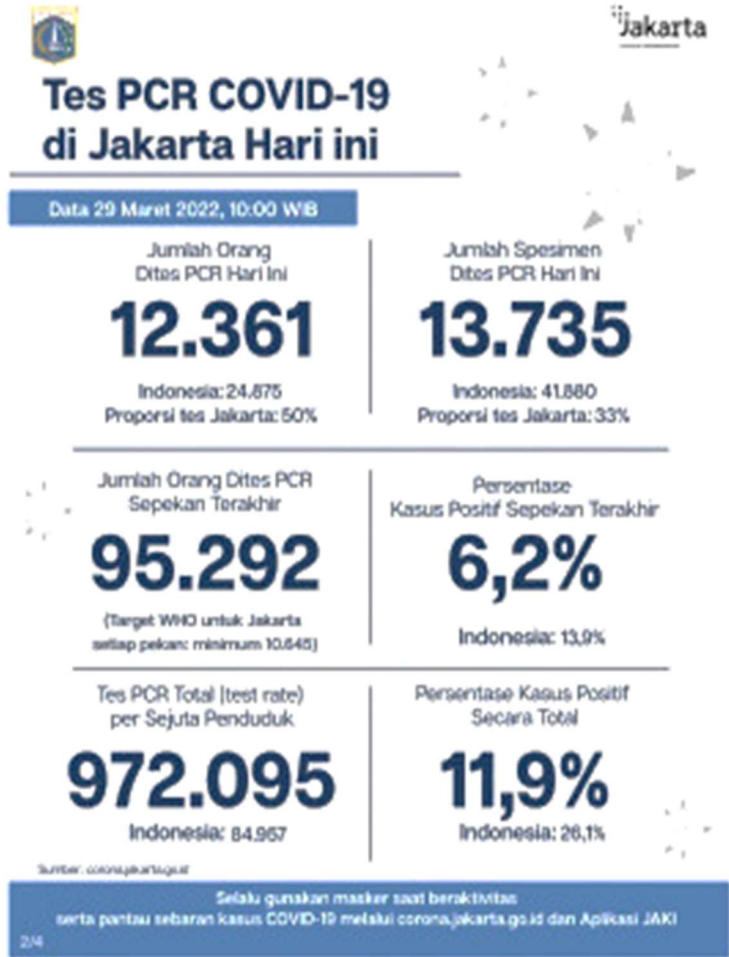 Jakarta
Tes PCR COVID-19
di Jakarta Hari ini
Data 29 Maret 2022, 10:00 WIB
Jumlah Orang
Dites PCR Hari Ini
12.361
Indonesia: 24.875
Proporsi tes Jakarta: 50%
Jumlah Spesimen
Dites PCR Hari Ini
13.735
Indonesia: 41.880
Proporsi tes Jakarta: 33%
Jumlah Orang Dites PCR
Sepekan Terakhir
95.292
(Target WHO untuk Jakarta
setiap pekan: minimum 10.645)
Persentase
Kasus Positif Sepekan Terakhir
6,2%
Indonesia: 13,9%
Tes PCR Total (test rate)
per Sejuta Penduduk
972.095
Indonesia: 84.957
Persentase Kasus Positif
Secara Total
11,9%
Indonesia: 26,1%
Sumber: corona.jakarta.go.id
Selalu gunakan masker saat beraktivitas
serta pantau sebaran kasus COVID-19 melalui corona.jakarta.go.id dan Aplikasi JAKI
2/4